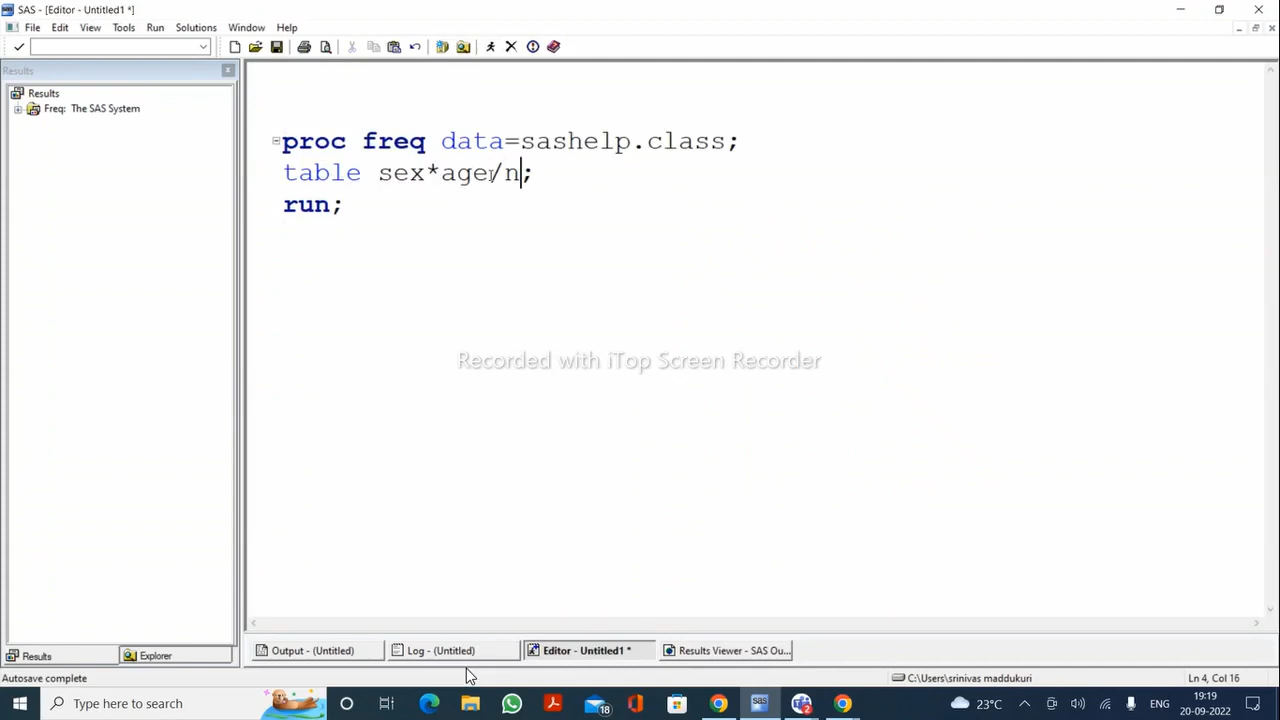 SAS - [Editor - Untitled1 *]
File Edit View Tools Run Solutions Window Help
Results
Results
Freq: The SAS System
proc freq data=sashelp.class;
table sex*age/n;
run;
Recorded with iTop Screen Recorder
Results Explorer
Output - (Untitled) Log - (Untitled) Editor - Untitled1 * Results Viewer - SAS Ou...
Autosave complete C:\Users\srinivas maddukuri Ln 4, Col 16
Type here to search 18 sas 2 23°C ENG 19:19 20-09-2022